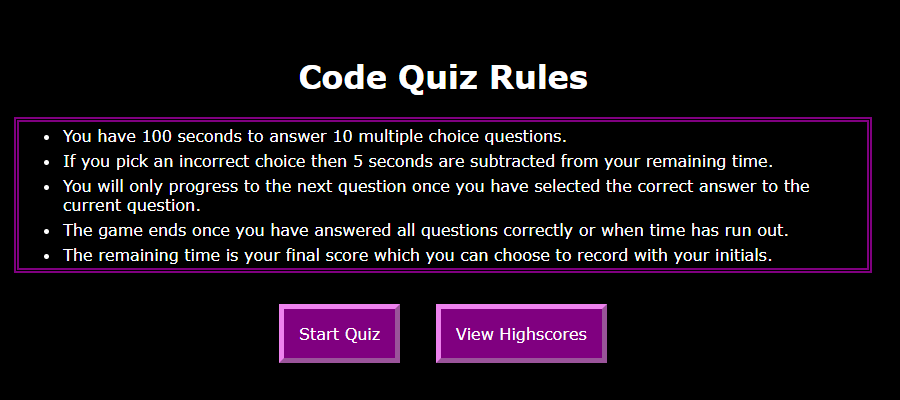 Code Quiz Rules
You have 100 seconds to answer 10 multiple choice questions.
If you pick an incorrect choice then 5 seconds are subtracted from your remaining time.
You will only progress to the next question once you have selected the correct answer to the
current question.
The game ends once you have answered all questions correctly or when time has run out.
The remaining time is your final score which you can choose to record with your initials.
Start Quiz
View Highscores